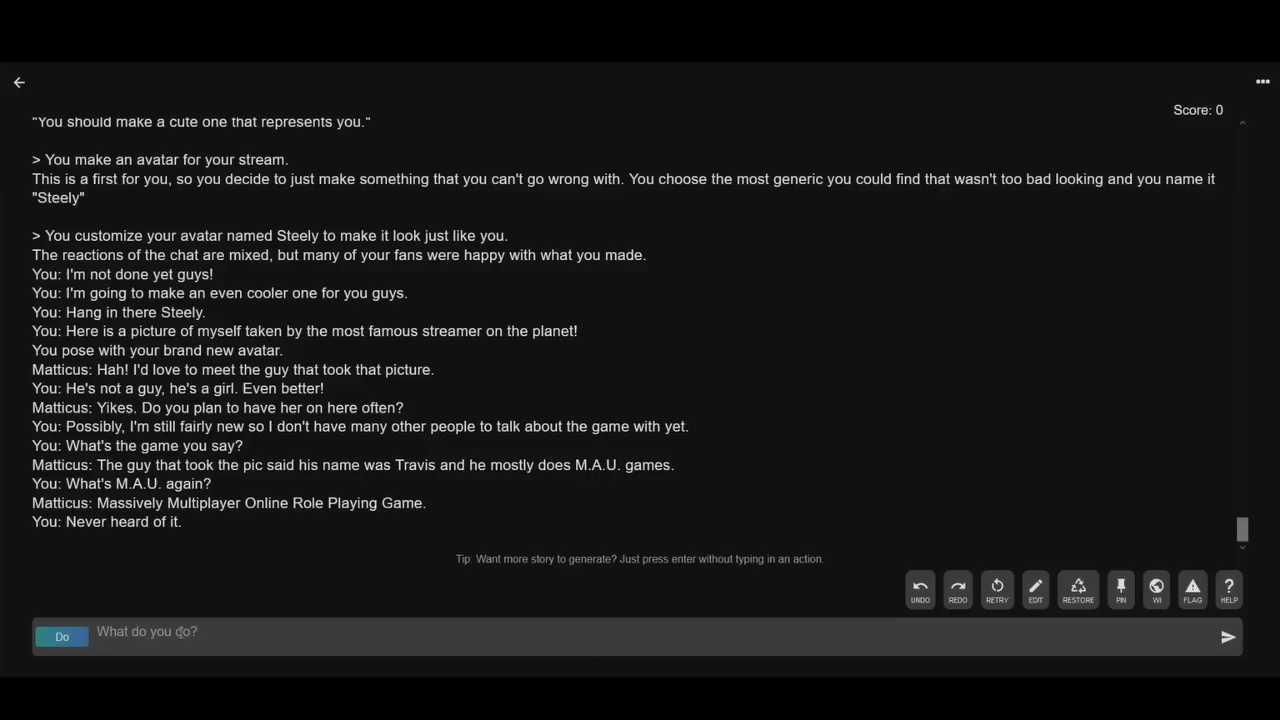 Score: 0
"You should make a cute one that represents you."
> You make an avatar for your stream.
This is a first for you, so you decide to just make something that you can't go wrong with. You choose the most generic you could find that wasn't too bad looking and you name it
"Steely"
> You customize your avatar named Steely to make it look just like you.
The reactions of the chat are mixed, but many of your fans were happy with what you made.
You: I'm not done yet guys!
You: I'm going to make an even cooler one for you guys.
You: Hang in there Steely.
You: Here is a picture of myself taken by the most famous streamer on the planet!
You pose with your brand new avatar.
Matticus: Hah! I'd love to meet the guy that took that picture.
You: He's not a guy, he's a girl. Even better!
Matticus: Yikes. Do you plan to have her on here often?
You: Possibly, I'm still fairly new so I don't have many other people to talk about the game with yet.
You: What's the game you say?
Matticus: The guy that took the pic said his name was Travis and he mostly does M.A.U. games.
You: What's M.A.U. again?
Matticus: Massively Multiplayer Online Role Playing Game.
You: Never heard of it.
Tip: Want more story to generate? Just press enter without typing in an action.
UNDO REDO RETRY EDIT RESTORE PIN WI FLAG HELP
Do What do you do?